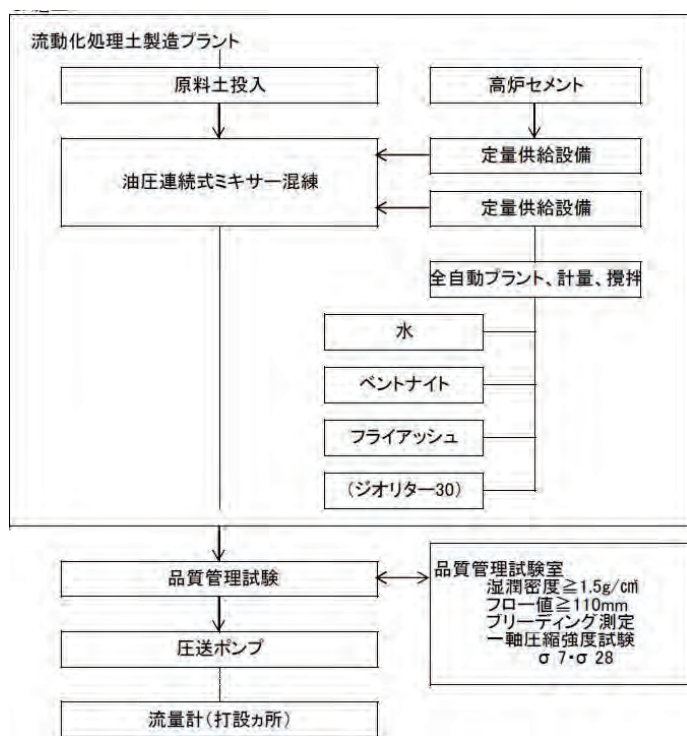 流動化処理土製造プラント
原料土投入
高炉セメント
油圧連続式ミキサー混練
定量供給設備
定量供給設備
全自動プラント、計量、攪拌
水
ベントナイト
フライアッシュ
(ジオリター30)
品質管理試験
品質管理試験室
湿潤密度≧1.5g/c㎡
フロー値≧110mm
ブリーディング測定
一軸圧縮強度試験
σ7・σ28
圧送ポンプ
流量計(打設ヵ所)